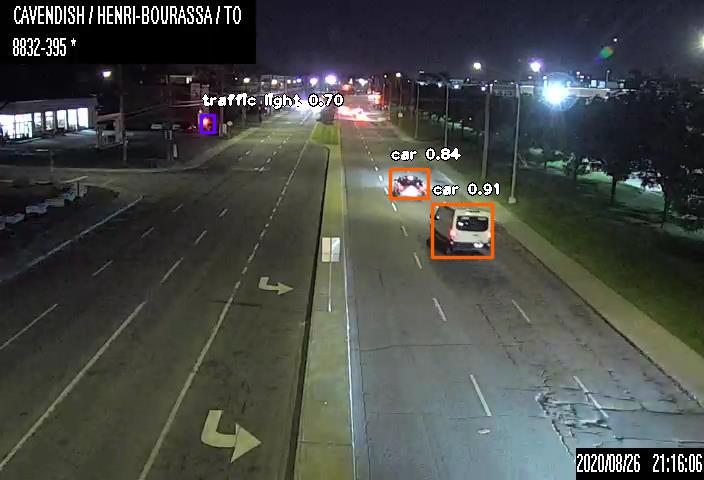 CAVENDISH / HENRI-BOURASSA / TO
8832-395 *
traffic light 0.70
car 0.84
car 0.91
2020/08/26 21:16:06